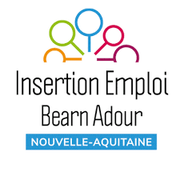 Insertion Emploi
Bearn Adour
NOUVELLE-AQUITAINE